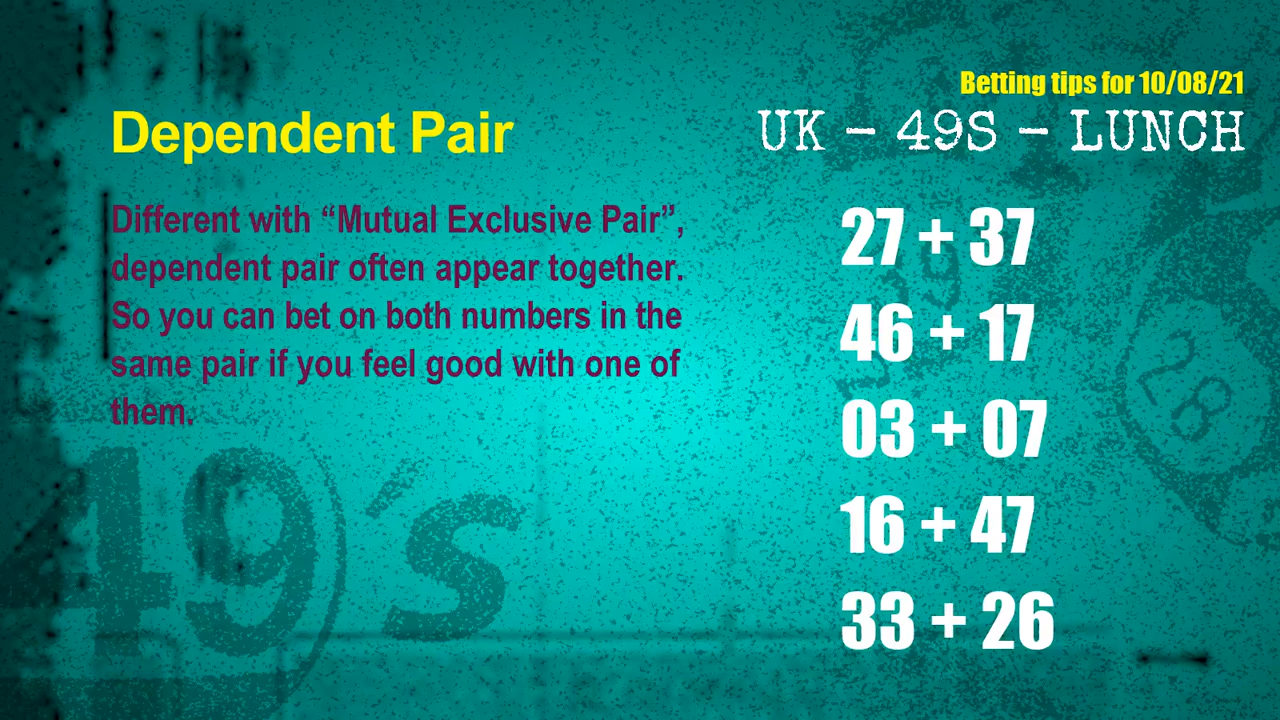 Betting tips for 10/08/21
Dependent Pair
UK - 49S - LUNCH
Different with “Mutual Exclusive Pair”,
dependent pair often appear together.
So you can bet on both numbers in the
same pair if you feel good with one of
them.
27 + 37
46 + 17
03 + 07
16 + 47
33 + 26
49's
39
28